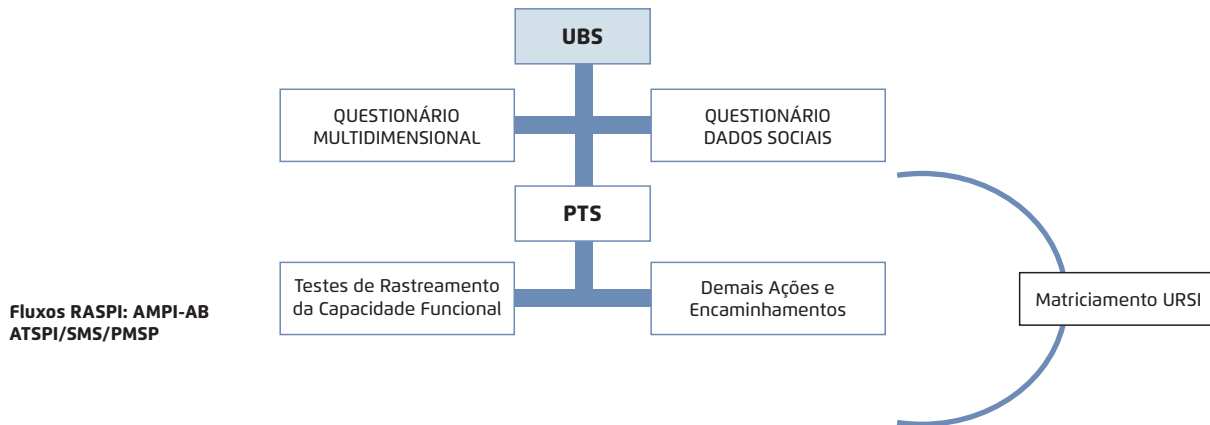 UBS
QUESTIONÁRIO
MULTIDIMENSIONAL
QUESTIONÁRIO
DADOS SOCIAIS
PTS
Testes de Rastreamento
da Capacidade Funcional
Demais Ações e
Encaminhamentos
Matriciamento URSI
Fluxos RASPI: AMPI-AB
ATSPI/SMS/PMSP